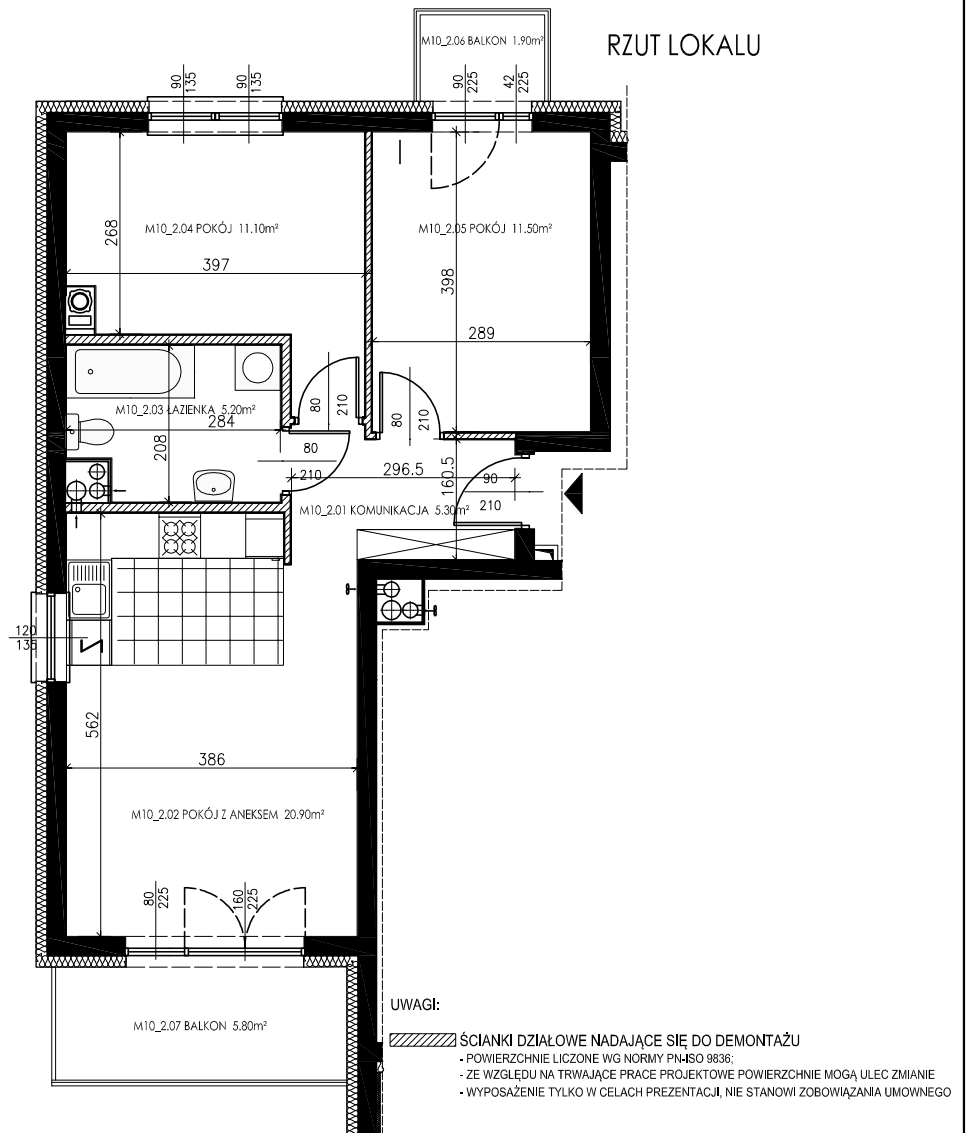 RZUT LOKALU
M10_2.06 BALKON 1.90m²
90
135
90
135
90
225
42
225
M10_2.04 POKÓJ 11.10m²
268
397
M10_2.05 POKÓJ 11.50m²
398
289
M10_2.03 ŁAZIENKA 5.20m²
284
208
80
210
80
210
80
210
296.5
160.5
90
210
M10_2.01 KOMUNIKACJA 5.30m²
120
135
562
386
M10_2.02 POKÓJ Z ANEKSEM 20.90m²
80
225
160
225
M10_2.07 BALKON 5.80m²
UWAGI:
ŚCIANKI DZIAŁOWE NADAJĄCE SIĘ DO DEMONTAŻU
- POWIERZCHNIE LICZONE WG NORMY PN-ISO 9836;
- ZE WZGLĘDU NA TRWAJĄCE PRACE PROJEKTOWE POWIERZCHNIE MOGĄ ULEC ZMIANIE
- WYPOSAŻENIE TYLKO W CELACH PREZENTACJI, NIE STANOWI ZOBOWIĄZANIA UMOWNEGO